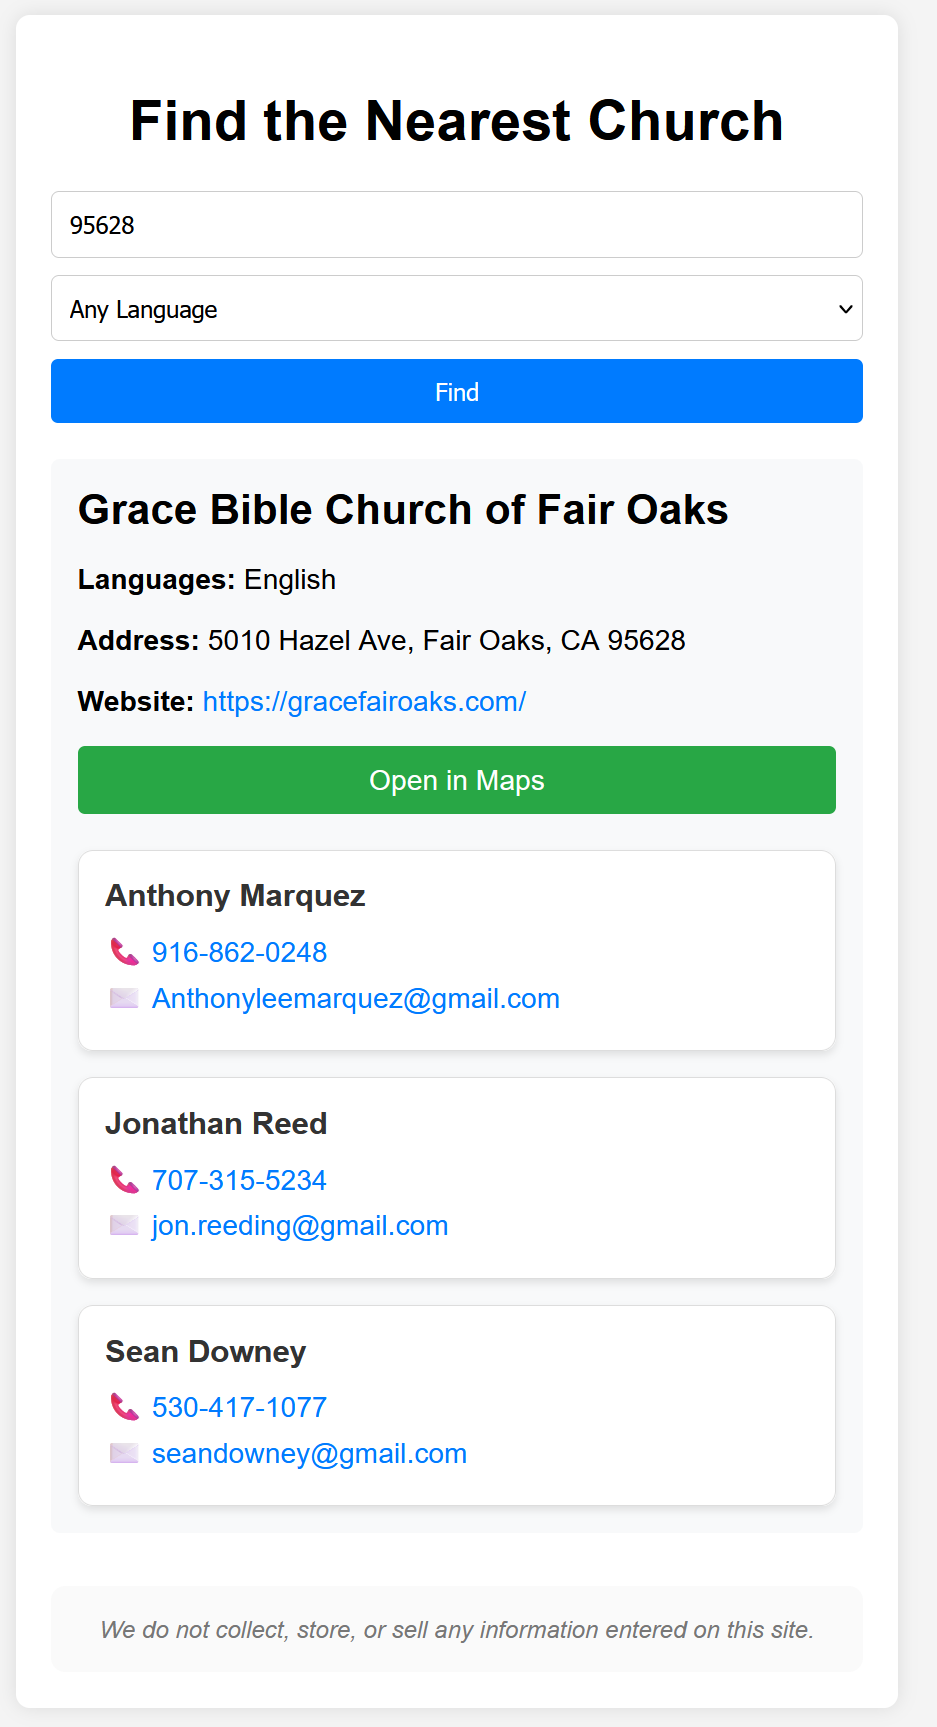 Find the Nearest Church
95628
Any Language
Find
Grace Bible Church of Fair Oaks
Languages: English
Address: 5010 Hazel Ave, Fair Oaks, CA 95628
Website: https://gracefairoaks.com/
Open in Maps
Anthony Marquez
916-862-0248
Anthonyleemarquez@gmail.com
Jonathan Reed
707-315-5234
jon.reeding@gmail.com
Sean Downey
530-417-1077
seandowney@gmail.com
We do not collect, store, or sell any information entered on this site.